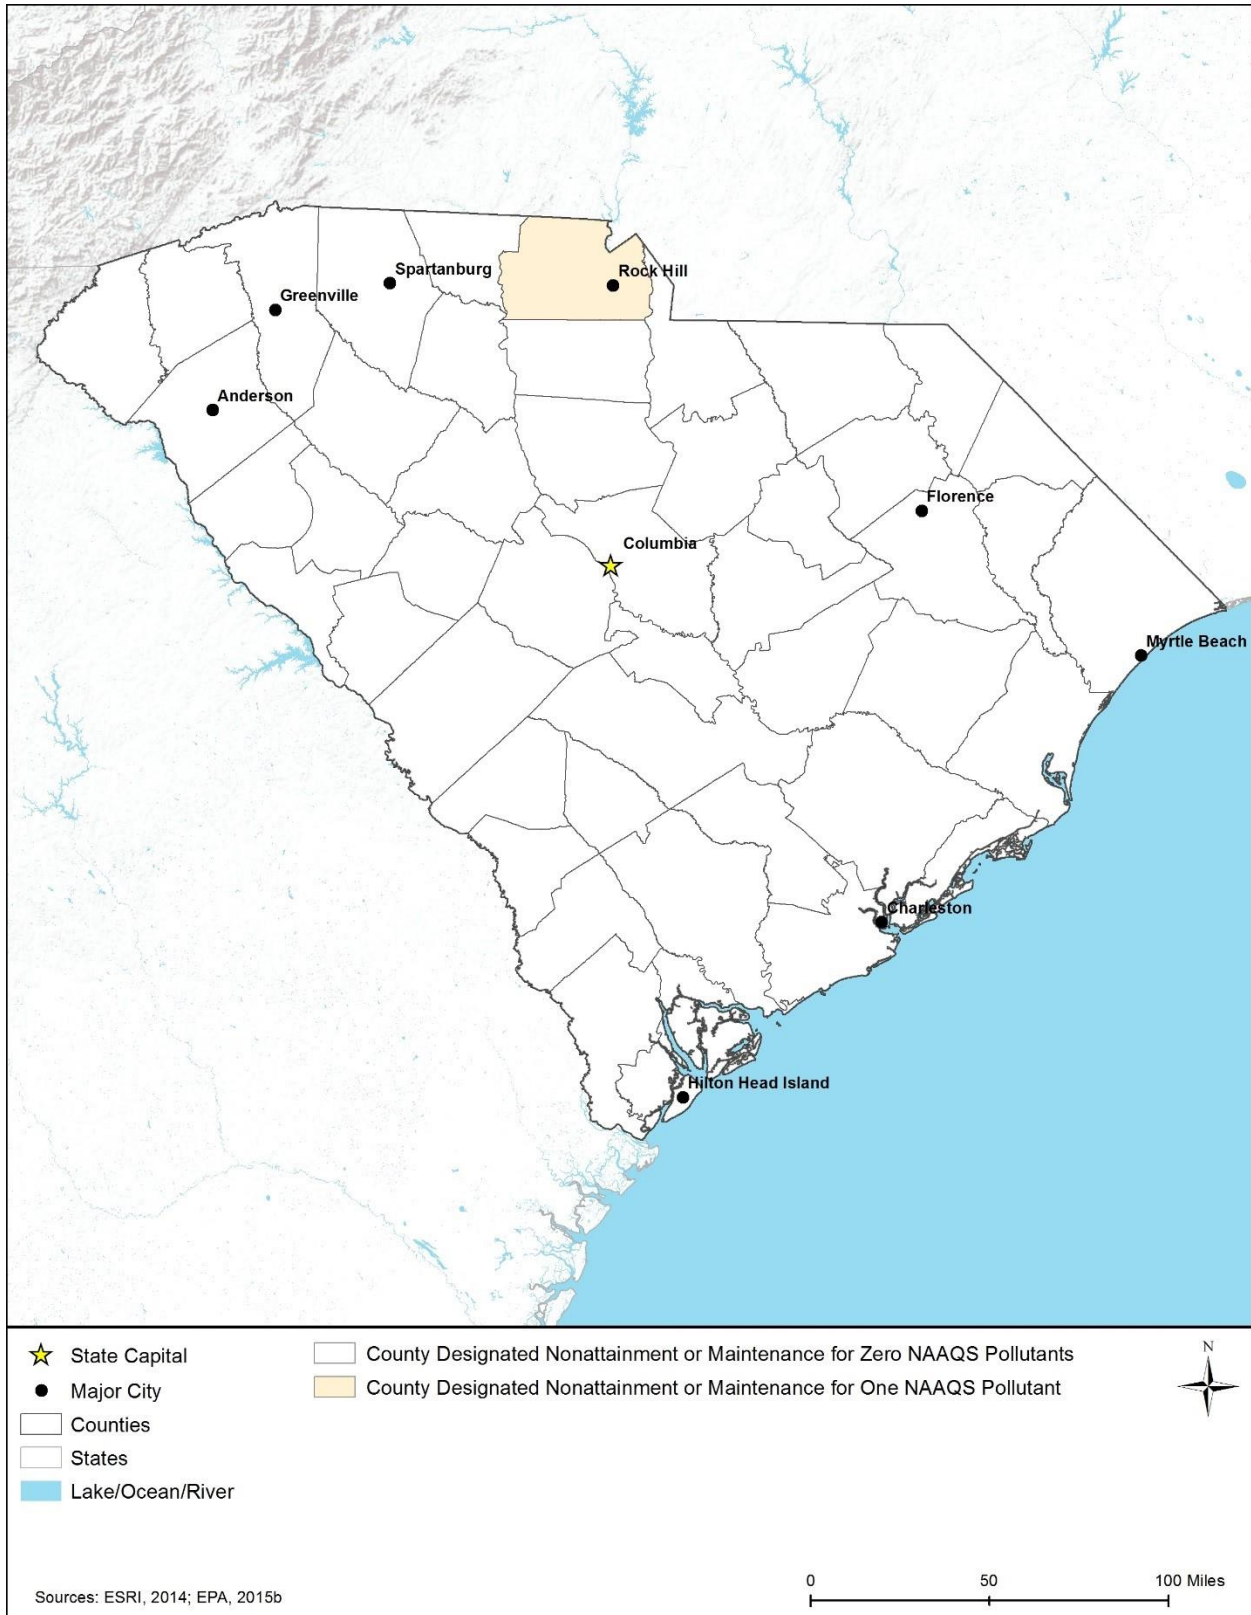 Spartanburg
Rock Hill
Greenville
Anderson
Florence
Columbia
Myrtle Beach
Charleston
Hilton Head Island
State Capital
Major City
Counties
States
Lake/Ocean/River
County Designated Nonattainment or Maintenance for Zero NAAQS Pollutants
County Designated Nonattainment or Maintenance for One NAAQS Pollutant
N
Sources: ESRI, 2014; EPA, 2015b
0 50 100 Miles